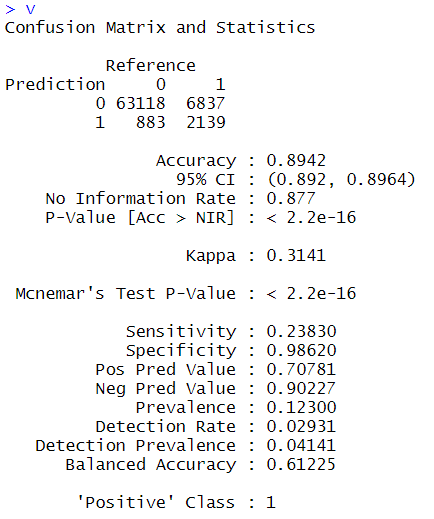 > v
Confusion Matrix and Statistics
Reference
Prediction 0 1
0 63118 6837
1 883 2139
Accuracy : 0.8942
95% CI : (0.892, 0.8964)
No Information Rate : 0.877
P-Value [Acc > NIR] : < 2.2e-16
Kappa : 0.3141
Mcnemar's Test P-Value : < 2.2e-16
Sensitivity : 0.23830
Specificity : 0.98620
Pos Pred Value : 0.70781
Neg Pred Value : 0.90227
Prevalence : 0.12300
Detection Rate : 0.02931
Detection Prevalence : 0.04141
Balanced Accuracy : 0.61225
'Positive' Class : 1